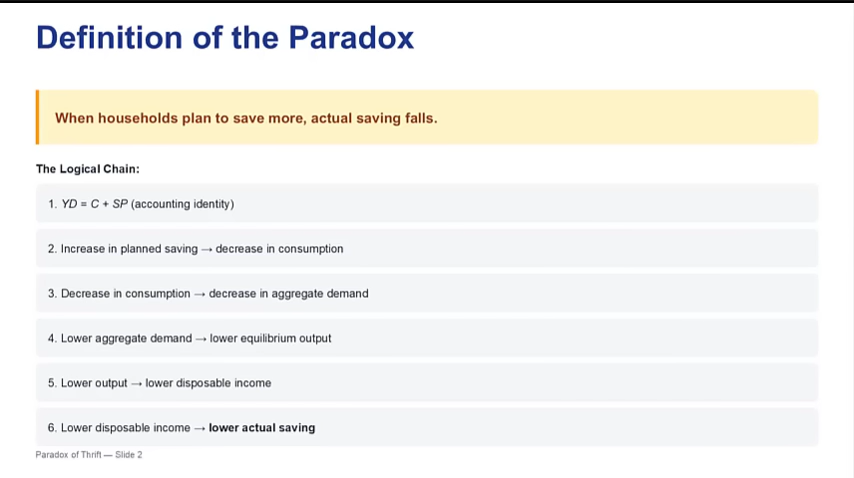 Definition of the Paradox
When households plan to save more, actual saving falls.
The Logical Chain:
1. YD = C + SP (accounting identity)
2. Increase in planned saving → decrease in consumption
3. Decrease in consumption → decrease in aggregate demand
4. Lower aggregate demand → lower equilibrium output
5. Lower output → lower disposable income
6. Lower disposable income → lower actual saving
Paradox of Thrift — Slide 2